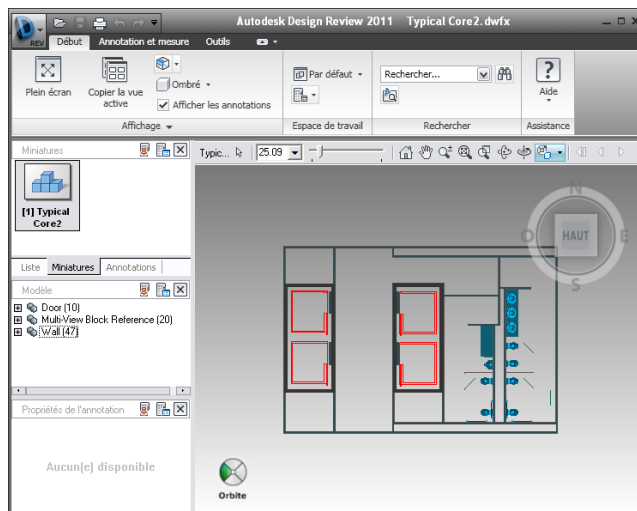 Autodesk Design Review 2011 Typical Core2.dwfx
REV Début Annotation et mesure Outils
Plein écran
Copier la vue active
Ombré
Afficher les annotations
Affichage
Par défaut
Espace de travail
Rechercher...
Rechercher
Aide
Assistance
Miniatures
Typic... 25.09
[1] Typical
Core2
Liste Miniatures Annotations
Modèle
Door (10)
Multi-View Block Reference (20)
Wall (47)
Propriétés de l'annotation
Aucun(e) disponible
N
O HAUT E
S
Orbite